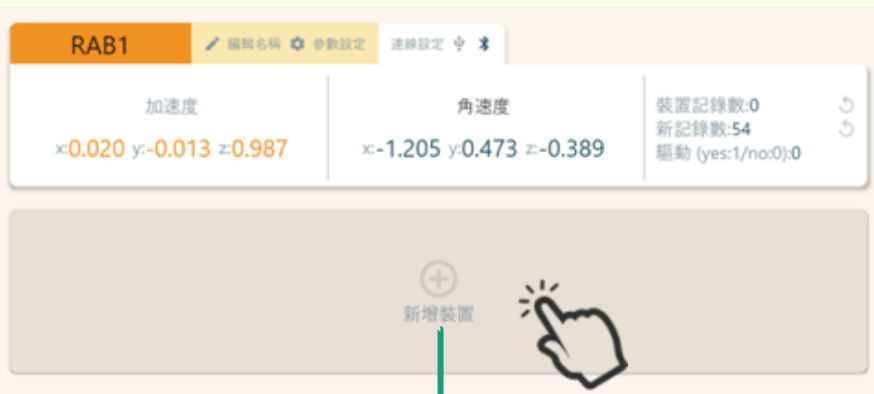 RAB1 編輯名稱 參數設定 連線設定
加速度
x:0.020 y:-0.013 z:0.987
角速度
x:-1.205 y:0.473 z:-0.389
裝置記錄數:0
新記錄數:54
驅動 (yes:1/no:0):0
新增裝置